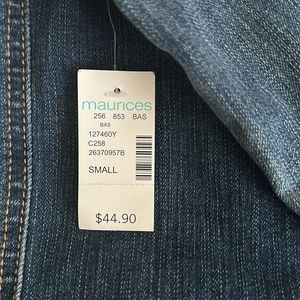 maurices
256 853 BAS
BAS
127460Y
C258
26370957B
SMALL
$44.90